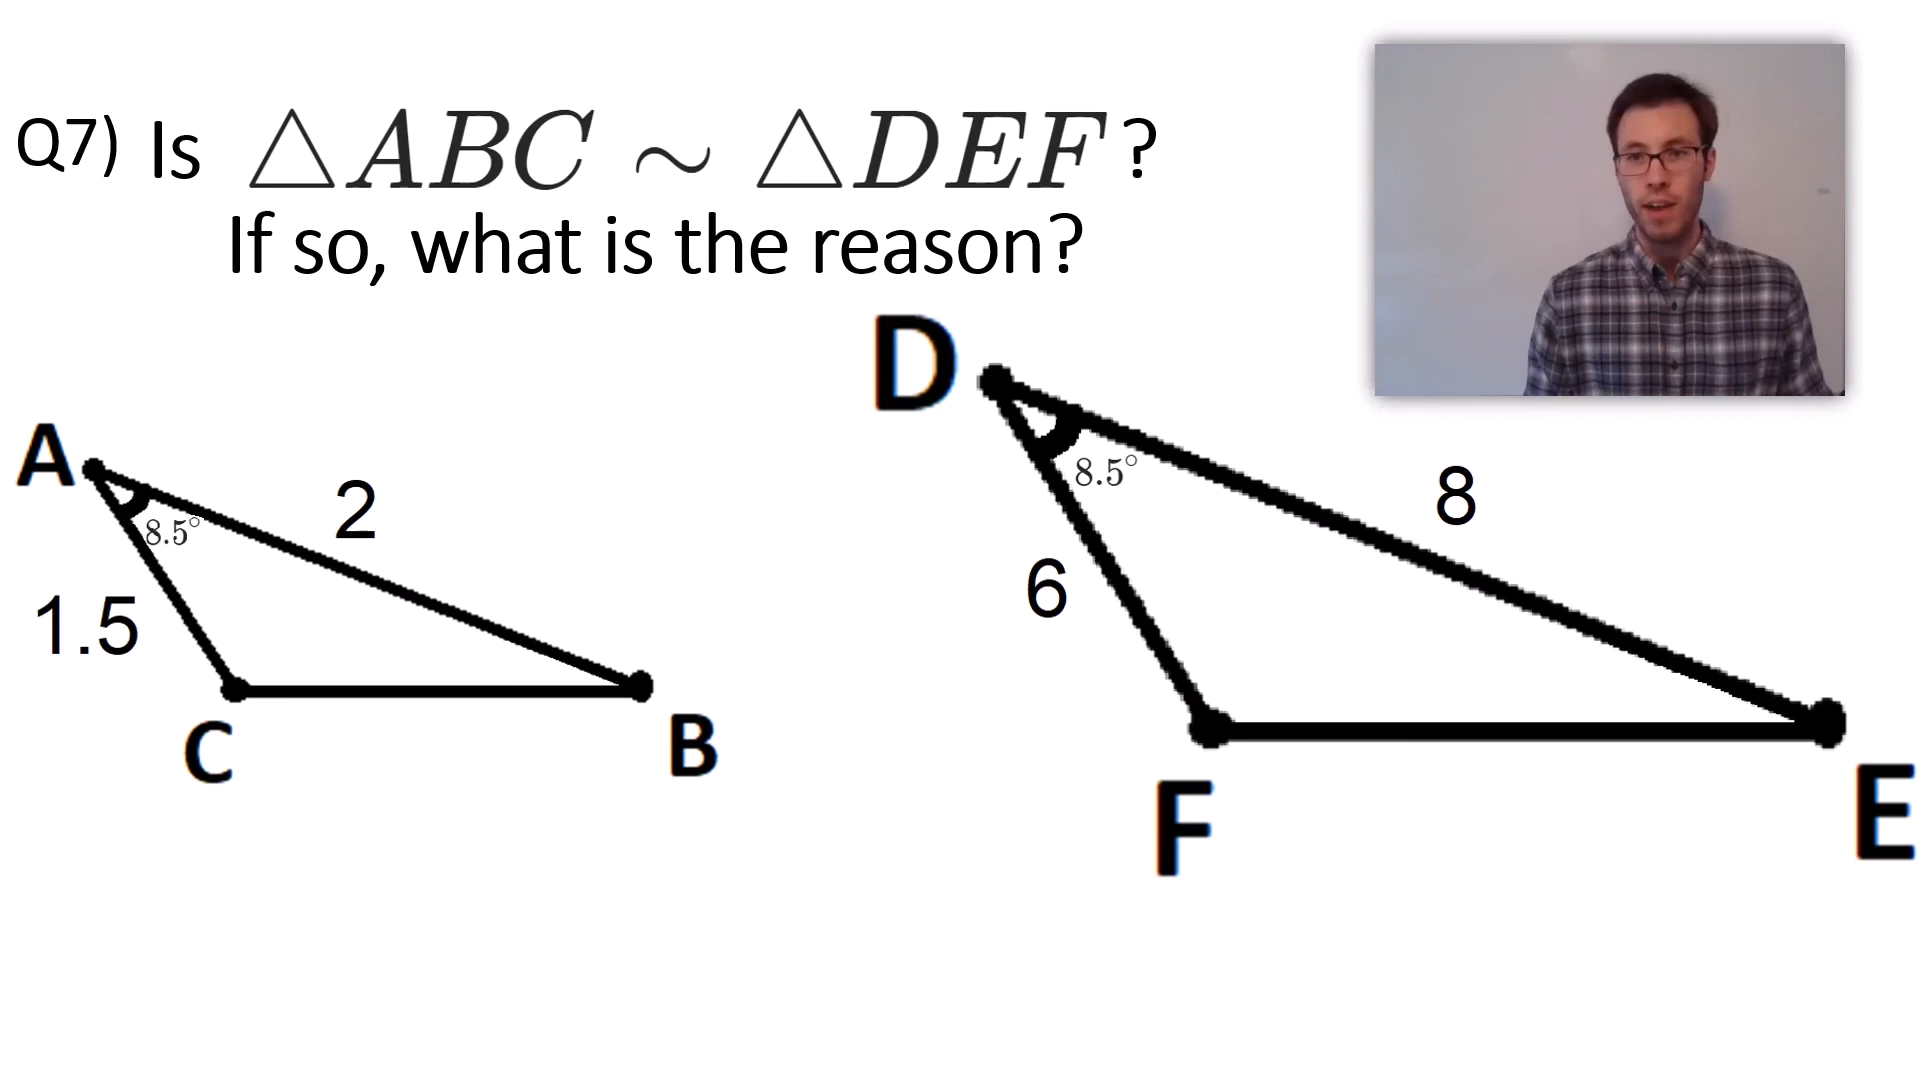 Q7) Is △ABC ~ △DEF?
If so, what is the reason?
D
A
8.5°
2
8
8.5°
6
1.5
C
B
F
E